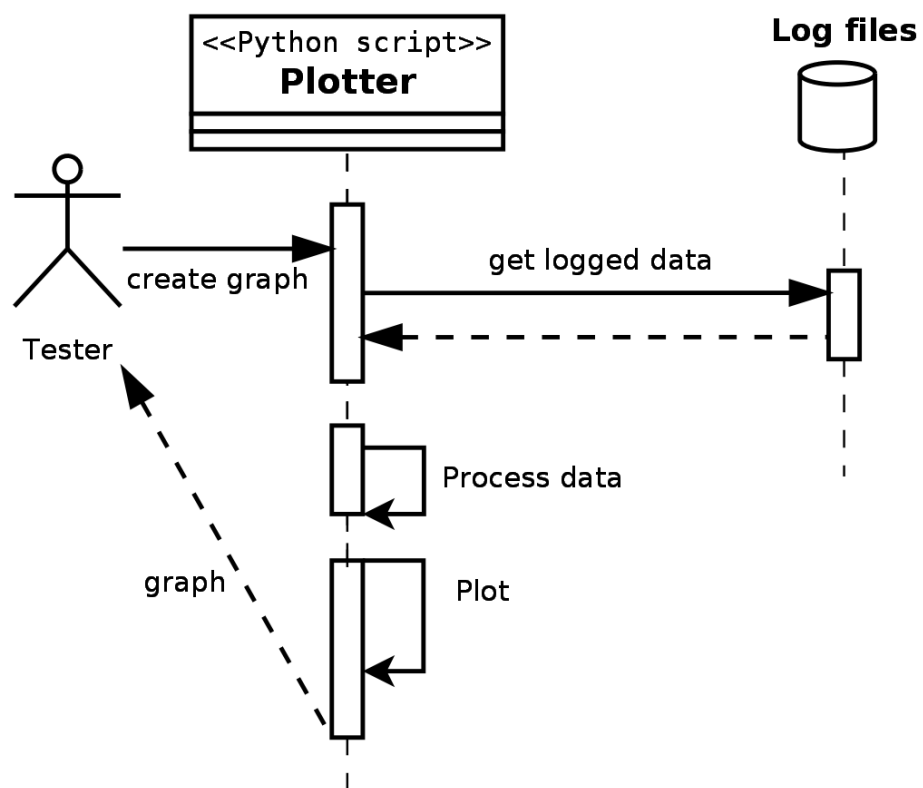 <<Python script>>
Plotter
Log files
create graph
get logged data
Tester
Process data
graph
Plot